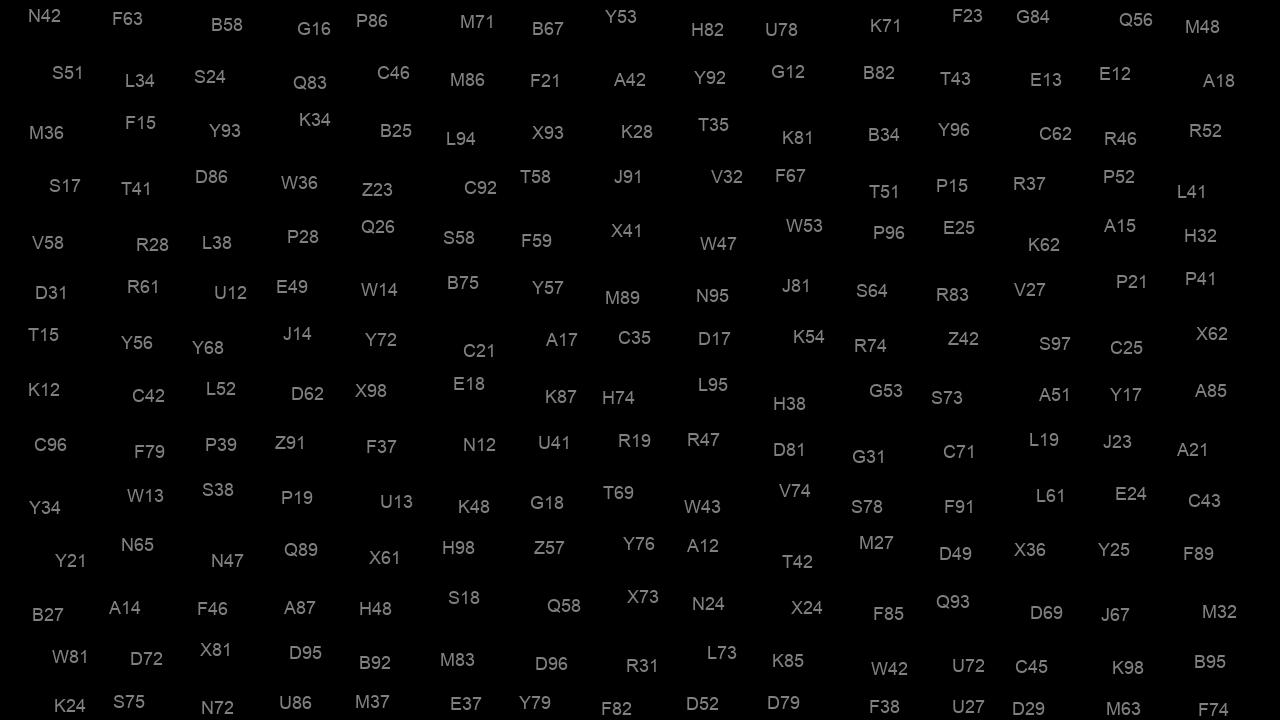 N42 F63 B58 G16 P86 M71 B67 Y53 H82 U78 K71 F23 G84 Q56 M48
S51 L34 S24 Q83 C46 M86 F21 A42 Y92 G12 B82 T43 E13 E12 A18
M36 F15 Y93 K34 B25 L94 X93 K28 T35 K81 B34 Y96 C62 R46 R52
S17 T41 D86 W36 Z23 C92 T58 J91 V32 F67 T51 P15 R37 P52 L41
V58 R28 L38 P28 Q26 S58 F59 X41 W47 W53 P96 E25 K62 A15 H32
D31 R61 U12 E49 W14 B75 Y57 M89 N95 J81 S64 R83 V27 P21 P41
T15 Y56 Y68 J14 Y72 C21 A17 C35 D17 K54 R74 Z42 S97 C25 X62
K12 C42 L52 D62 X98 E18 K87 H74 L95 H38 G53 S73 A51 Y17 A85
C96 F79 P39 Z91 F37 N12 U41 R19 R47 D81 G31 C71 L19 J23 A21
Y34 W13 S38 P19 U13 K48 G18 T69 W43 V74 S78 F91 L61 E24 C43
Y21 N65 N47 Q89 X61 H98 Z57 Y76 A12 T42 M27 D49 X36 Y25 F89
B27 A14 F46 A87 H48 S18 Q58 X73 N24 X24 F85 Q93 D69 J67 M32
W81 D72 X81 D95 B92 M83 D96 R31 L73 K85 W42 U72 C45 K98 B95
K24 S75 N72 U86 M37 E37 Y79 F82 D52 D79 F38 U27 D29 M63 F74